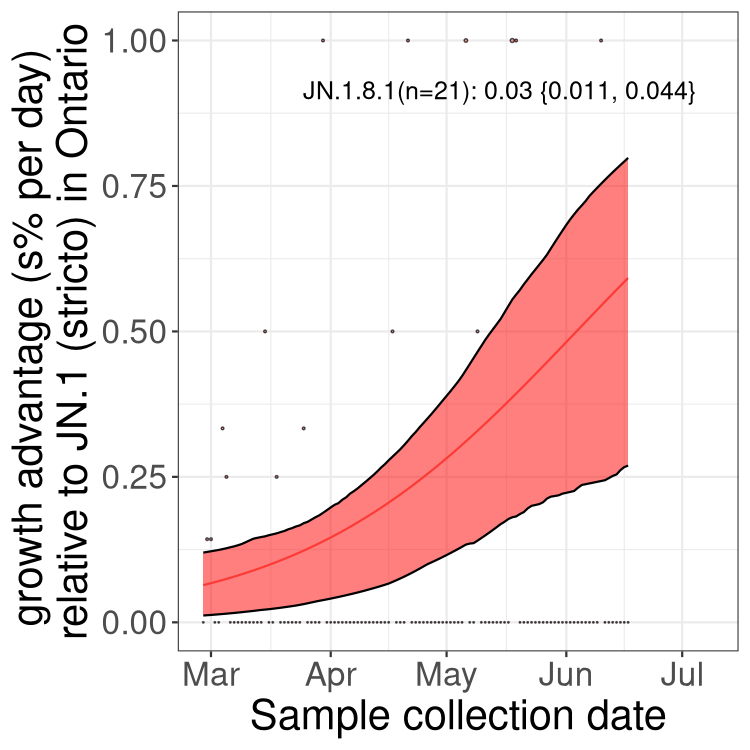 growth advantage (s% per day)
relative to JN.1 (stricto) in Ontario
1.00
JN.1.8.1(n=21): 0.03 {0.011, 0.044}
0.75
0.50
0.25
0.00
Mar Apr May Jun Jul
Sample collection date